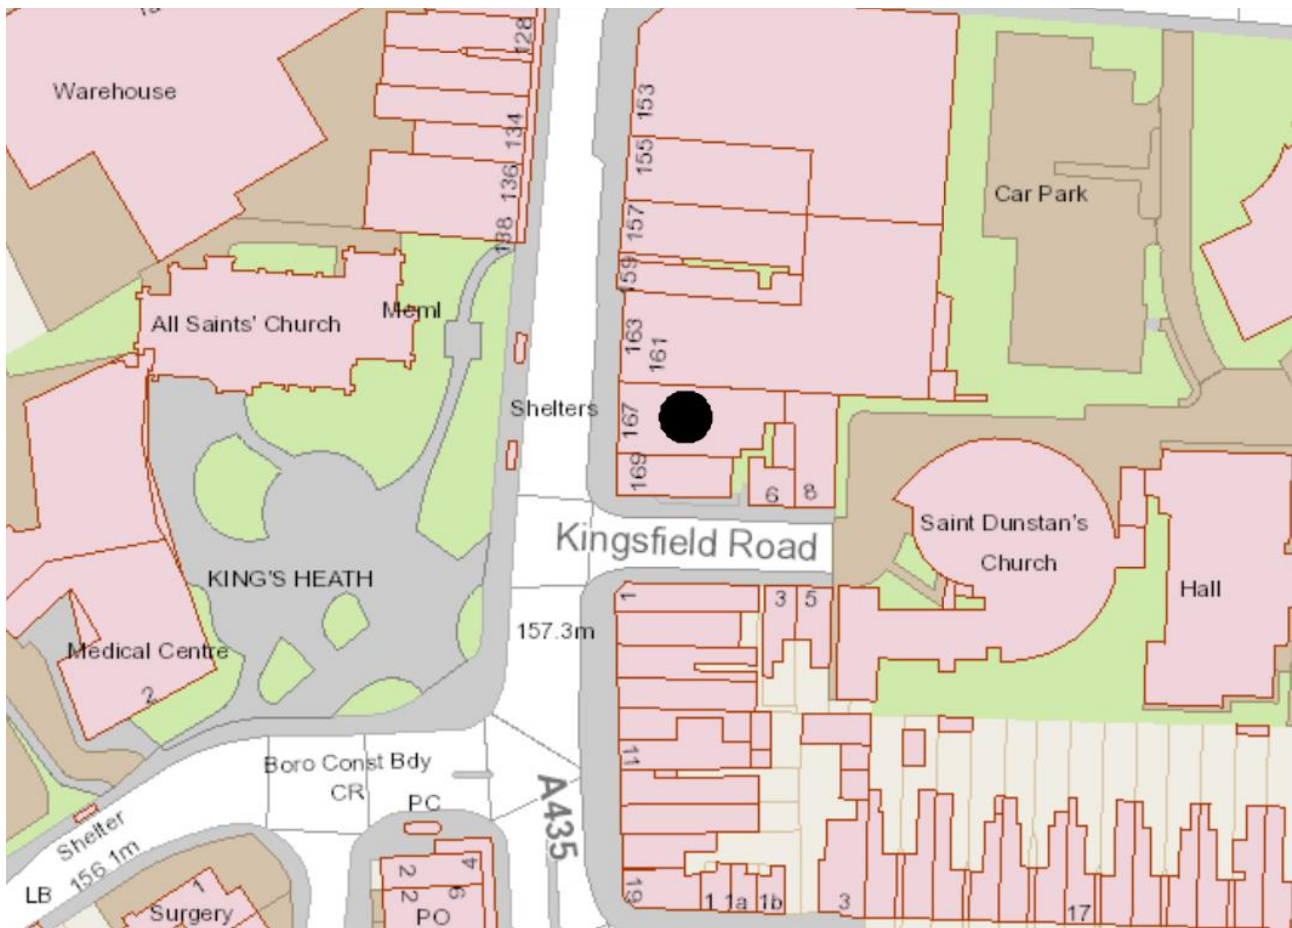 128
Warehouse
153
134
155
136
Car Park
157
138
159
Meml
All Saints' Church
163
161
Shelters
167
169
6
8
Saint Dunstan's
Church
Kingsfield Road
KING'S HEATH
Hall
1
3
5
157.3m
Medical Centre
2
11
Boro Const Bdy
CR
PC
A435
Shelter
156.1m
2
4
LB
1
2
6
19
1
1a
1b
3
17
Surgery
PO